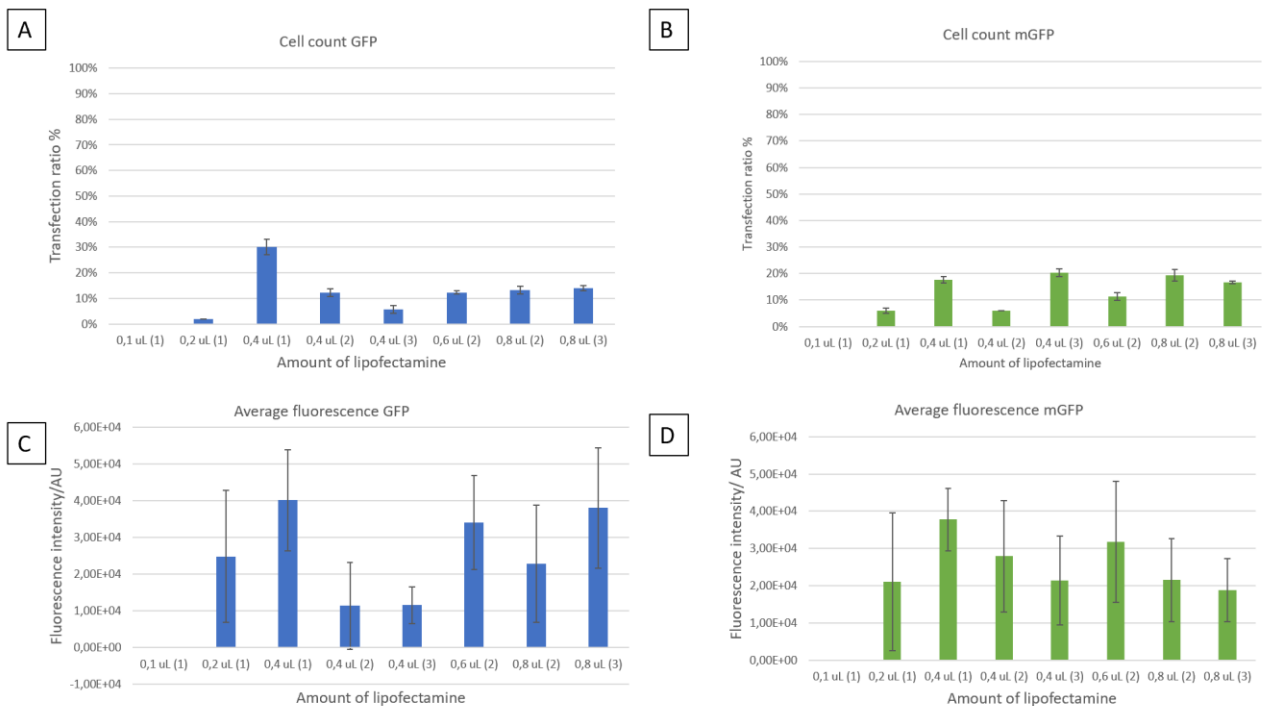 A
Cell count GFP
100%
90%
80%
70%
60%
50%
40%
30%
20%
10%
0%
Transfection ratio %
0,1 uL (1) 0,2 uL (1) 0,4 uL (1) 0,4 uL (2) 0,4 uL (3) 0,6 uL (2) 0,8 uL (2) 0,8 uL (3)
Amount of lipofectamine
B
Cell count mGFP
100%
90%
80%
70%
60%
50%
40%
30%
20%
10%
0%
Transfection ratio %
0,1 uL (1) 0,2 uL (1) 0,4 uL (1) 0,4 uL (2) 0,4 uL (3) 0,6 uL (2) 0,8 uL (2) 0,8 uL (3)
Amount of lipofectamine
C
Average fluorescence GFP
6,00E+04
5,00E+04
4,00E+04
3,00E+04
2,00E+04
1,00E+04
0,00E+00
-1,00E+04
Fluorescence intensity/AU
0,1 uL (1) 0,2 uL (1) 0,4 uL (1) 0,4 uL (2) 0,4 uL (3) 0,6 uL (2) 0,8 uL (2) 0,8 uL (3)
Amount of lipofectamine
D
Average fluorescence mGFP
6,00E+04
5,00E+04
4,00E+04
3,00E+04
2,00E+04
1,00E+04
0,00E+00
Fluorescence intensity/ AU
0,1 uL (1) 0,2 uL (1) 0,4 uL (1) 0,4 uL (2) 0,4 uL (3) 0,6 uL (2) 0,8 uL (2) 0,8 uL (3)
Amount of lipofectamine